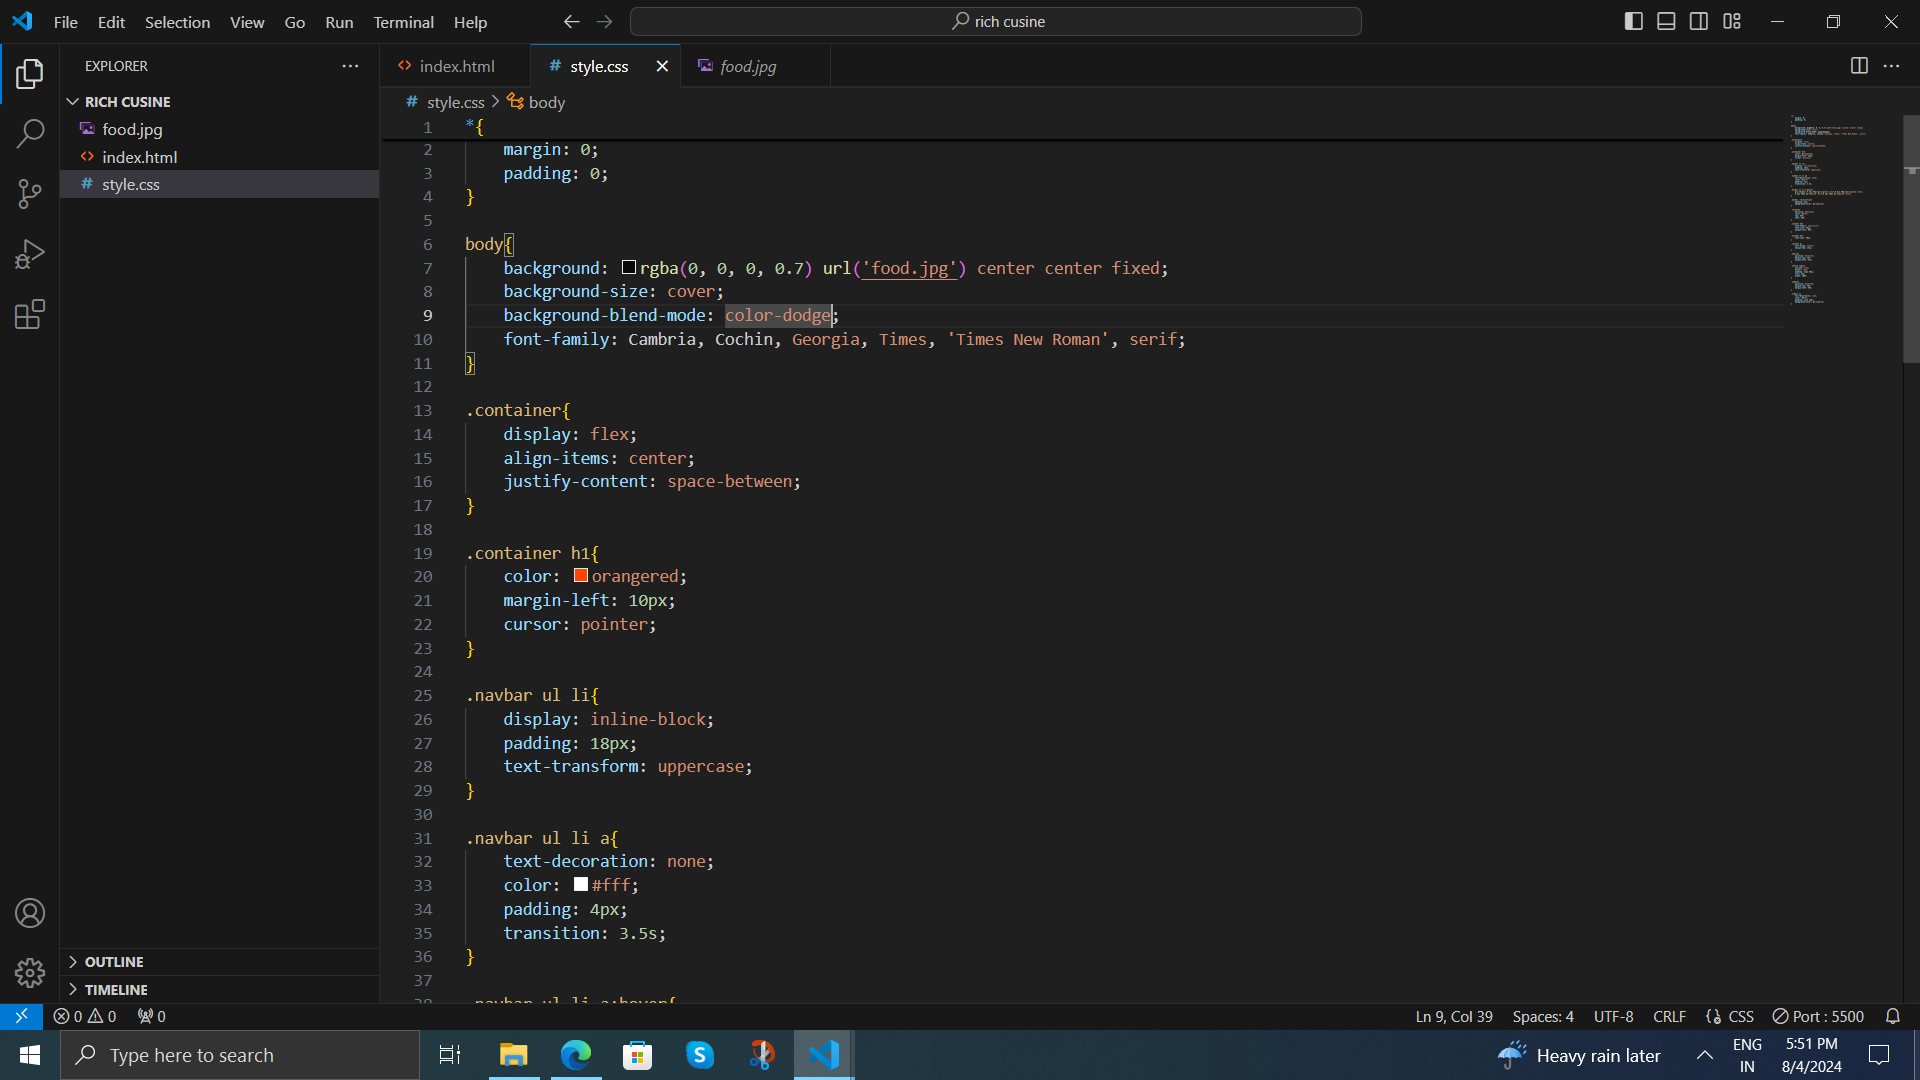 File Edit Selection View Go Run Terminal Help
rich cusine
EXPLORER
RICH CUSINE
food.jpg
index.html
style.css
OUTLINE
TIMELINE
index.html style.css food.jpg
style.css > body
1 *{
2 margin: 0;
3 padding: 0;
4 }
5
6 body{
7 background: rgba(0, 0, 0, 0.7) url('food.jpg') center center fixed;
8 background-size: cover;
9 background-blend-mode: color-dodge;
10 font-family: Cambria, Cochin, Georgia, Times, 'Times New Roman', serif;
11 }
12
13 .container{
14 display: flex;
15 align-items: center;
16 justify-content: space-between;
17 }
18
19 .container h1{
20 color: orangered;
21 margin-left: 10px;
22 cursor: pointer;
23 }
24
25 .navbar ul li{
26 display: inline-block;
27 padding: 18px;
28 text-transform: uppercase;
29 }
30
31 .navbar ul li a{
32 text-decoration: none;
33 color: #fff;
34 padding: 4px;
35 transition: 3.5s;
36 }
37
38 .navbar ul li a:hover{
0 0 0
Ln 9, Col 39 Spaces: 4 UTF-8 CRLF CSS Port : 5500
Type here to search
Heavy rain later
ENG
IN
5:51 PM
8/4/2024